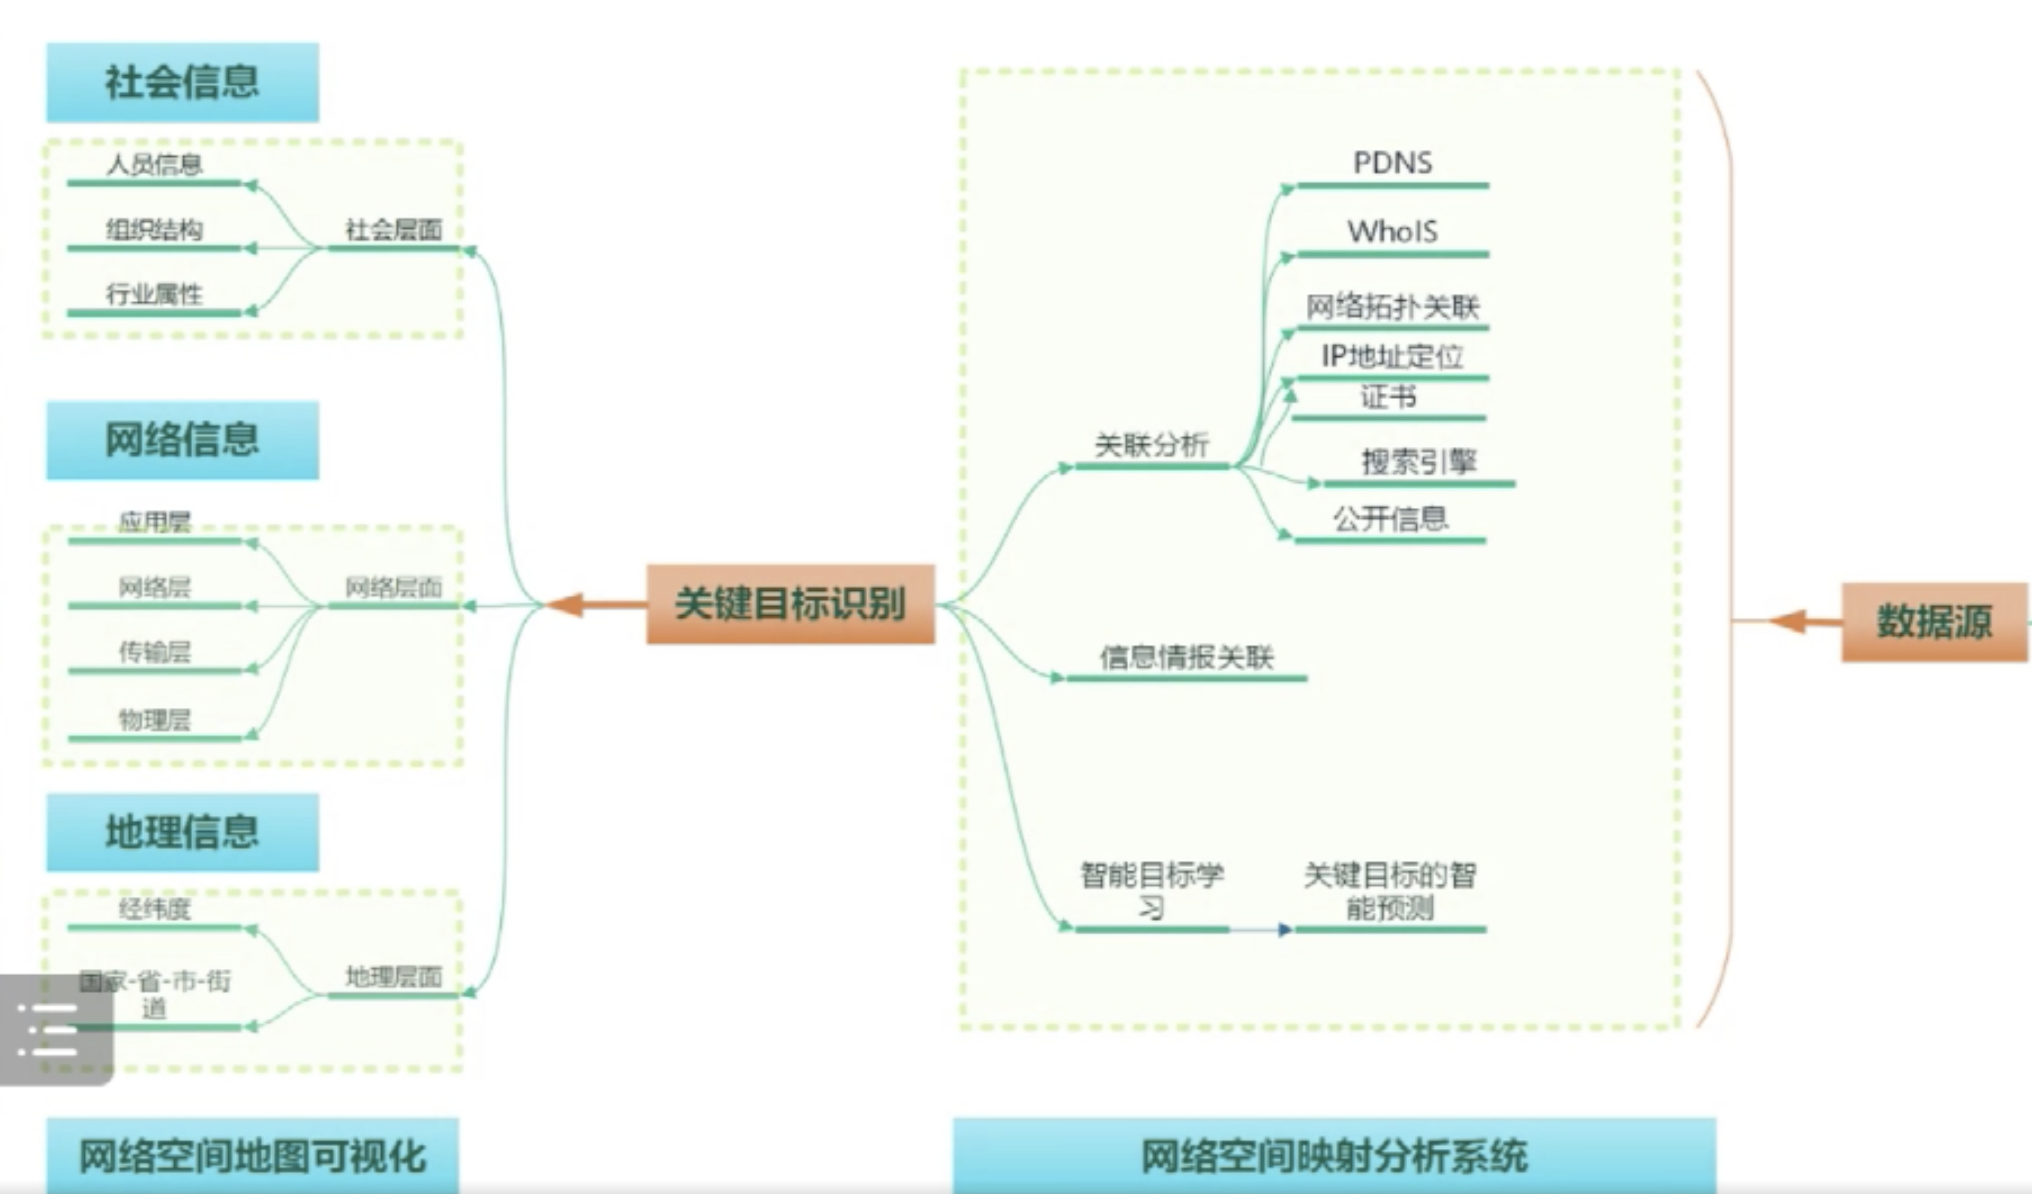 社会信息
人员信息
组织结构
行业属性
社会层面
网络信息
应用层
网络层
传输层
物理层
网络层面
地理信息
经纬度
国家-省-市-街
道
地理层面
网络空间地图可视化
关键目标识别
关联分析
PDNS
WhoIS
网络拓扑关联
IP地址定位
证书
搜索引擎
公开信息
信息情报关联
智能目标学
习
关键目标的智
能预测
网络空间映射分析系统
数据源